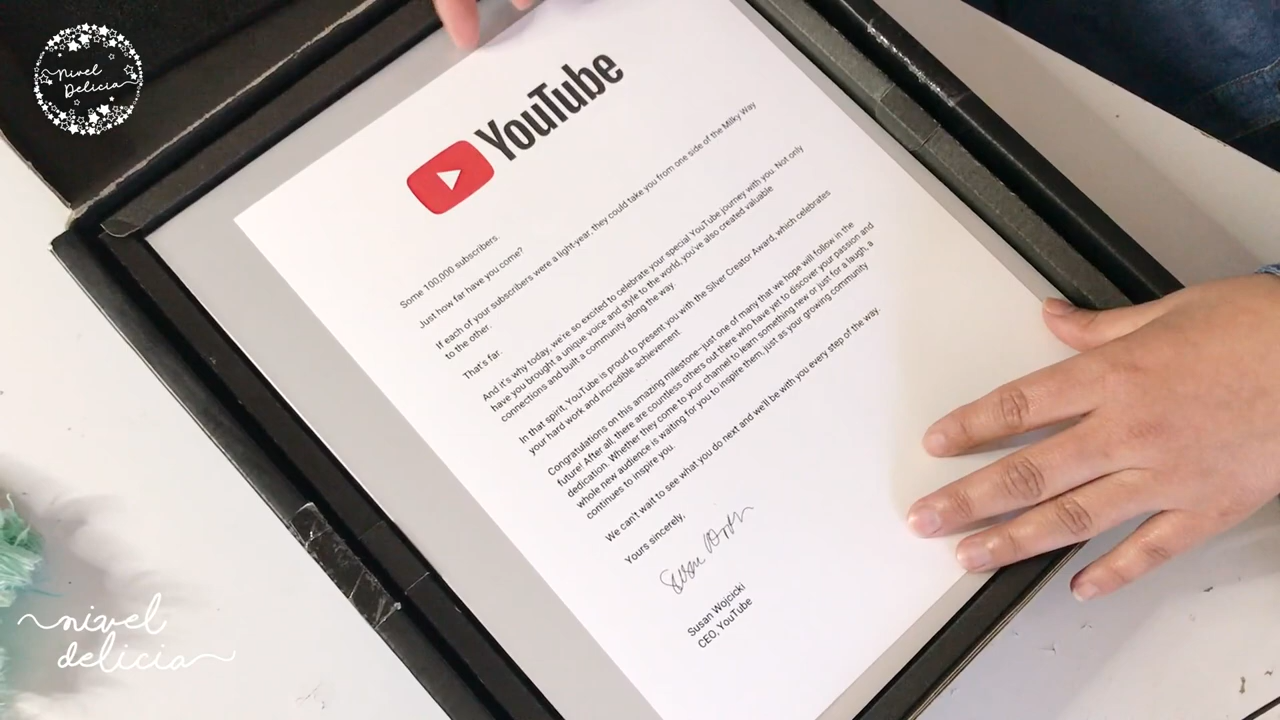 Nivel
Delicia
YouTube
Some 100,000 subscribers.
Just how far have you come?
If each of your subscribers were a light-year, they could take you from one side of the Milky Way
to the other.
That's far.
And it's why today, we're so excited to celebrate your special YouTube journey with you. Not only
have you brought a unique voice and style to the world, you've also created valuable
connections and built a community along the way.
In that spirit, YouTube is proud to present you with the Silver Creator Award, which celebrates
your hard work and incredible achievement.
Congratulations on this amazing milestone–just one of many that we hope will follow in the
future! After all, there are countless others out there who have yet to discover your passion and
dedication. Whether they come to your channel to learn something new or just for a laugh, a
whole new audience is waiting for you to inspire them, just as your growing community
continues to inspire you.
We can't wait to see what you do next and we'll be with you every step of the way.
Yours sincerely,
Susan Wojcicki
CEO, YouTube
nivel
delicia